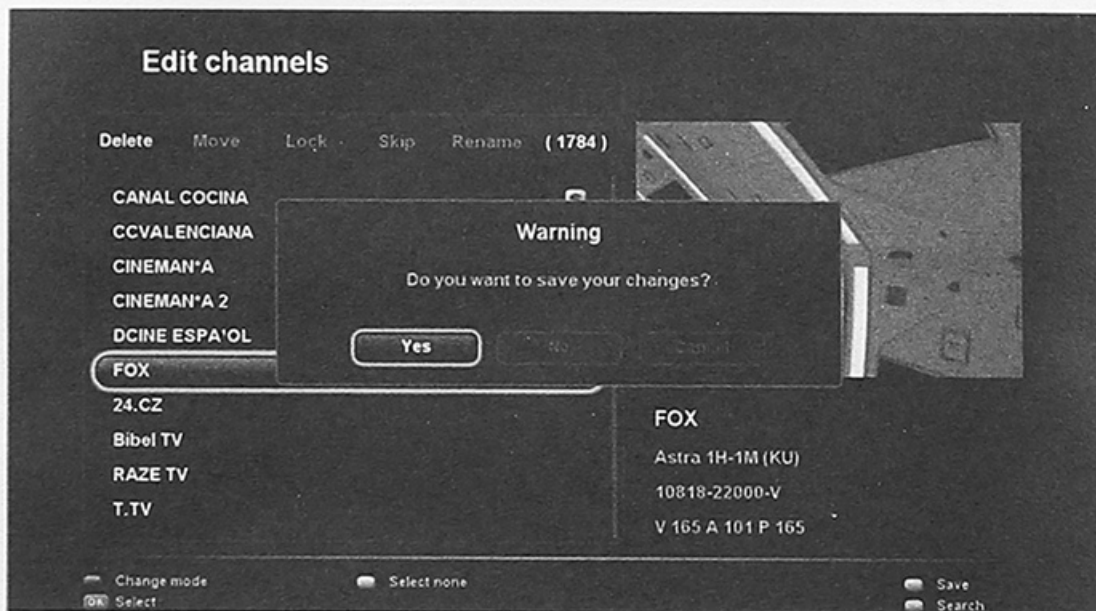 Edit channels
Delete Move Lock Skip Rename ( 1784 )
CANAL COCINA
CCVALENCIANA
CINEMAN*A
CINEMAN*A 2
DCINE ESPA'OL
FOX
24.CZ
Bibel TV
RAZE TV
T.TV
Warning
Do you want to save your changes?
Yes No Cancel
FOX
Astra 1H-1M (KU)
10818-22000-V
V 165 A 101 P 165
Change mode Select none Save
OK Select Search